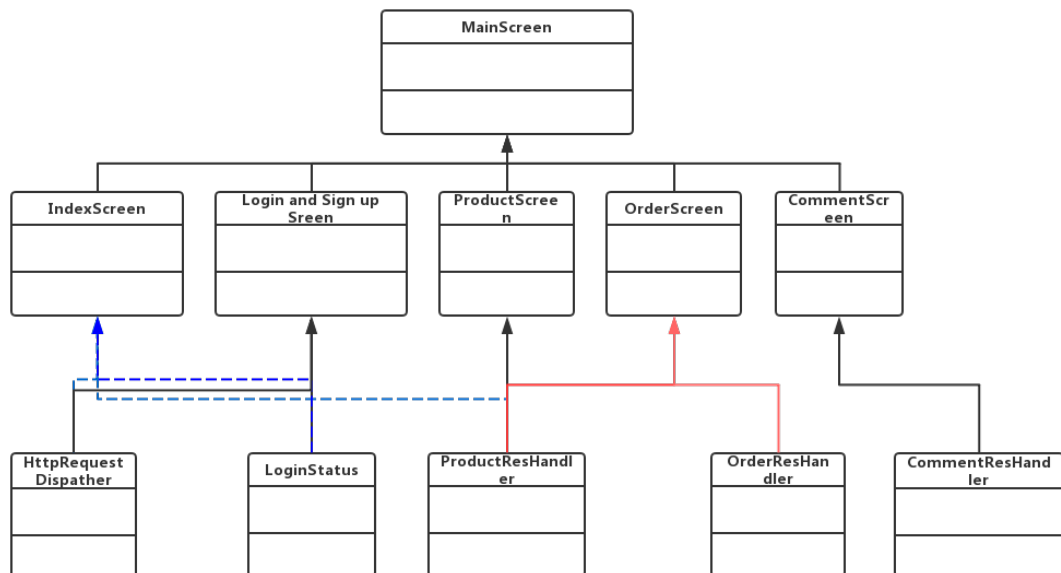 MainScreen
IndexScreen
Login and Sign up
Sreen
ProductScree
n
OrderScreen
CommentScr
een
HttpRequest
Dispather
LoginStatus
ProductResHandl
er
OrderResHan
dler
CommentResHand
ler